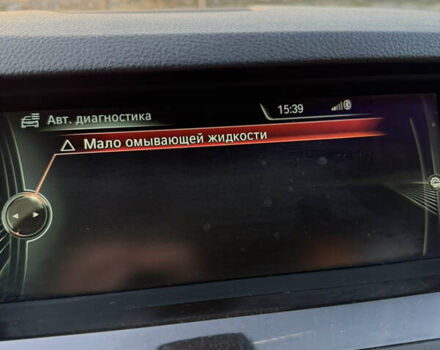 Авт. диагностика
15:39
Мало омывающей жидкости